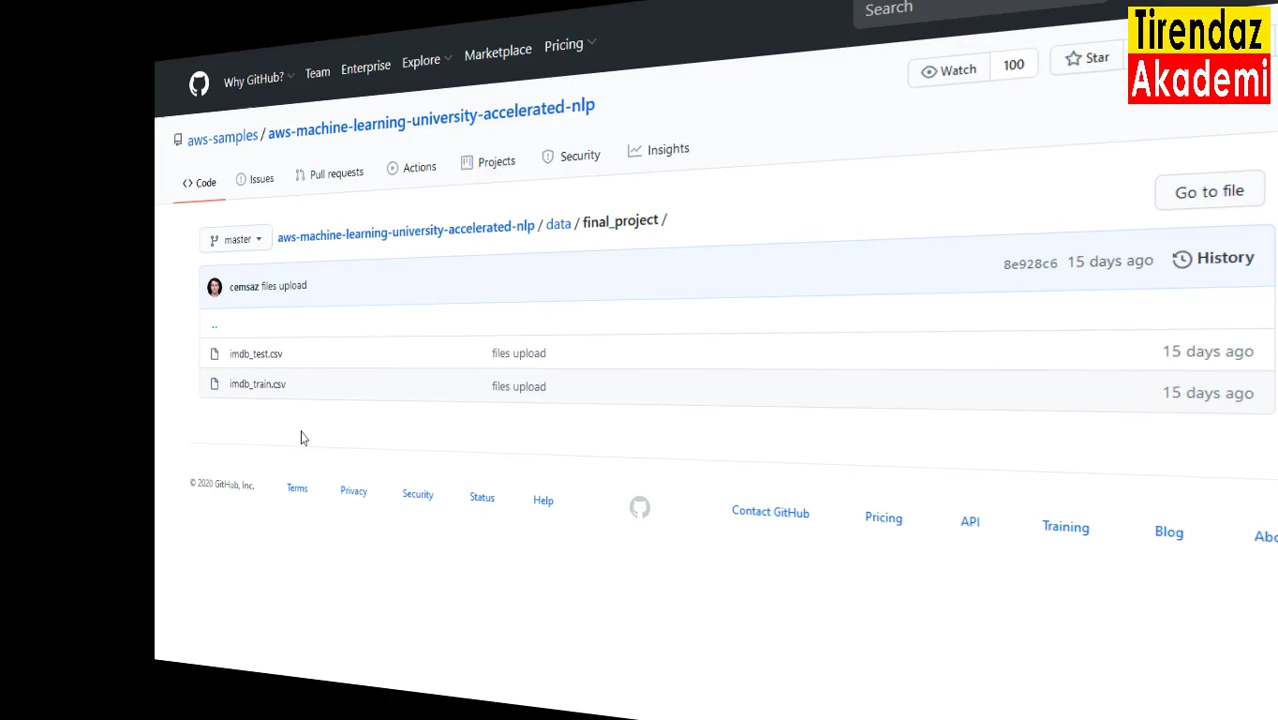 Tirendaz
Akademi
Why GitHub? Team Enterprise Explore Marketplace Pricing Search
aws-samples / aws-machine-learning-university-accelerated-nlp Watch 100 Star
Code Issues Pull requests Actions Projects Security Insights
master aws-machine-learning-university-accelerated-nlp / data / final_project / Go to file
cemsaz files upload 8e928c6 15 days ago History
..
imdb_test.csv files upload 15 days ago
imdb_train.csv files upload 15 days ago
© 2020 GitHub, Inc. Terms Privacy Security Status Help Contact GitHub Pricing API Training Blog